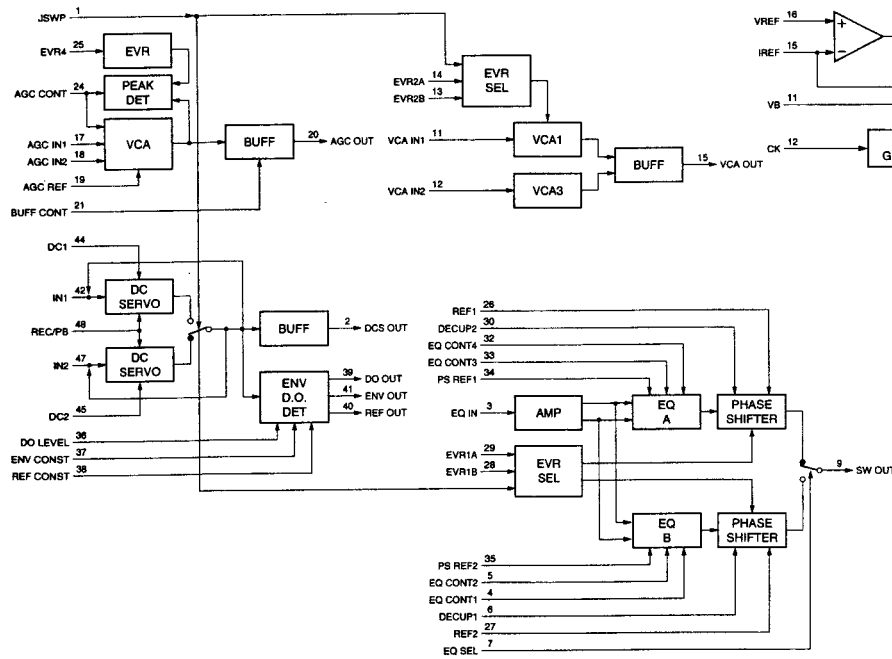 JSWP 1
EVR4 25
EVR
AGC CONT 24
PEAK DET
AGC IN1 17
AGC IN2 18
VCA
AGC REF 19
BUFF
20 AGC OUT
BUFF CONT 21
EVR2A 14
EVR2B 13
EVR SEL
VCA IN1 11
VCA1
VCA IN2 12
VCA3
BUFF
15 VCA OUT
VREF 16
IREF 15
+
−
VB 11
CK 12
G
DC1 44
IN1 42
DC SERVO
REC/PB 48
IN2 47
DC SERVO
DC2 45
BUFF
2 DCS OUT
ENV D.O. DET
39 DO OUT
41 ENV OUT
40 REF OUT
DO LEVEL 36
ENV CONST 37
REF CONST 38
REF1 26
DECUP2 30
EQ CONT4 32
EQ CONT3 33
PS REF1 34
EQ IN 3
AMP
EQ A
PHASE SHIFTER
EVR1A 29
EVR1B 28
EVR SEL
9 SW OUT
EQ B
PHASE SHIFTER
PS REF2 35
EQ CONT2 5
EQ CONT1 4
DECUP1 6
REF2 27
EQ SEL 7